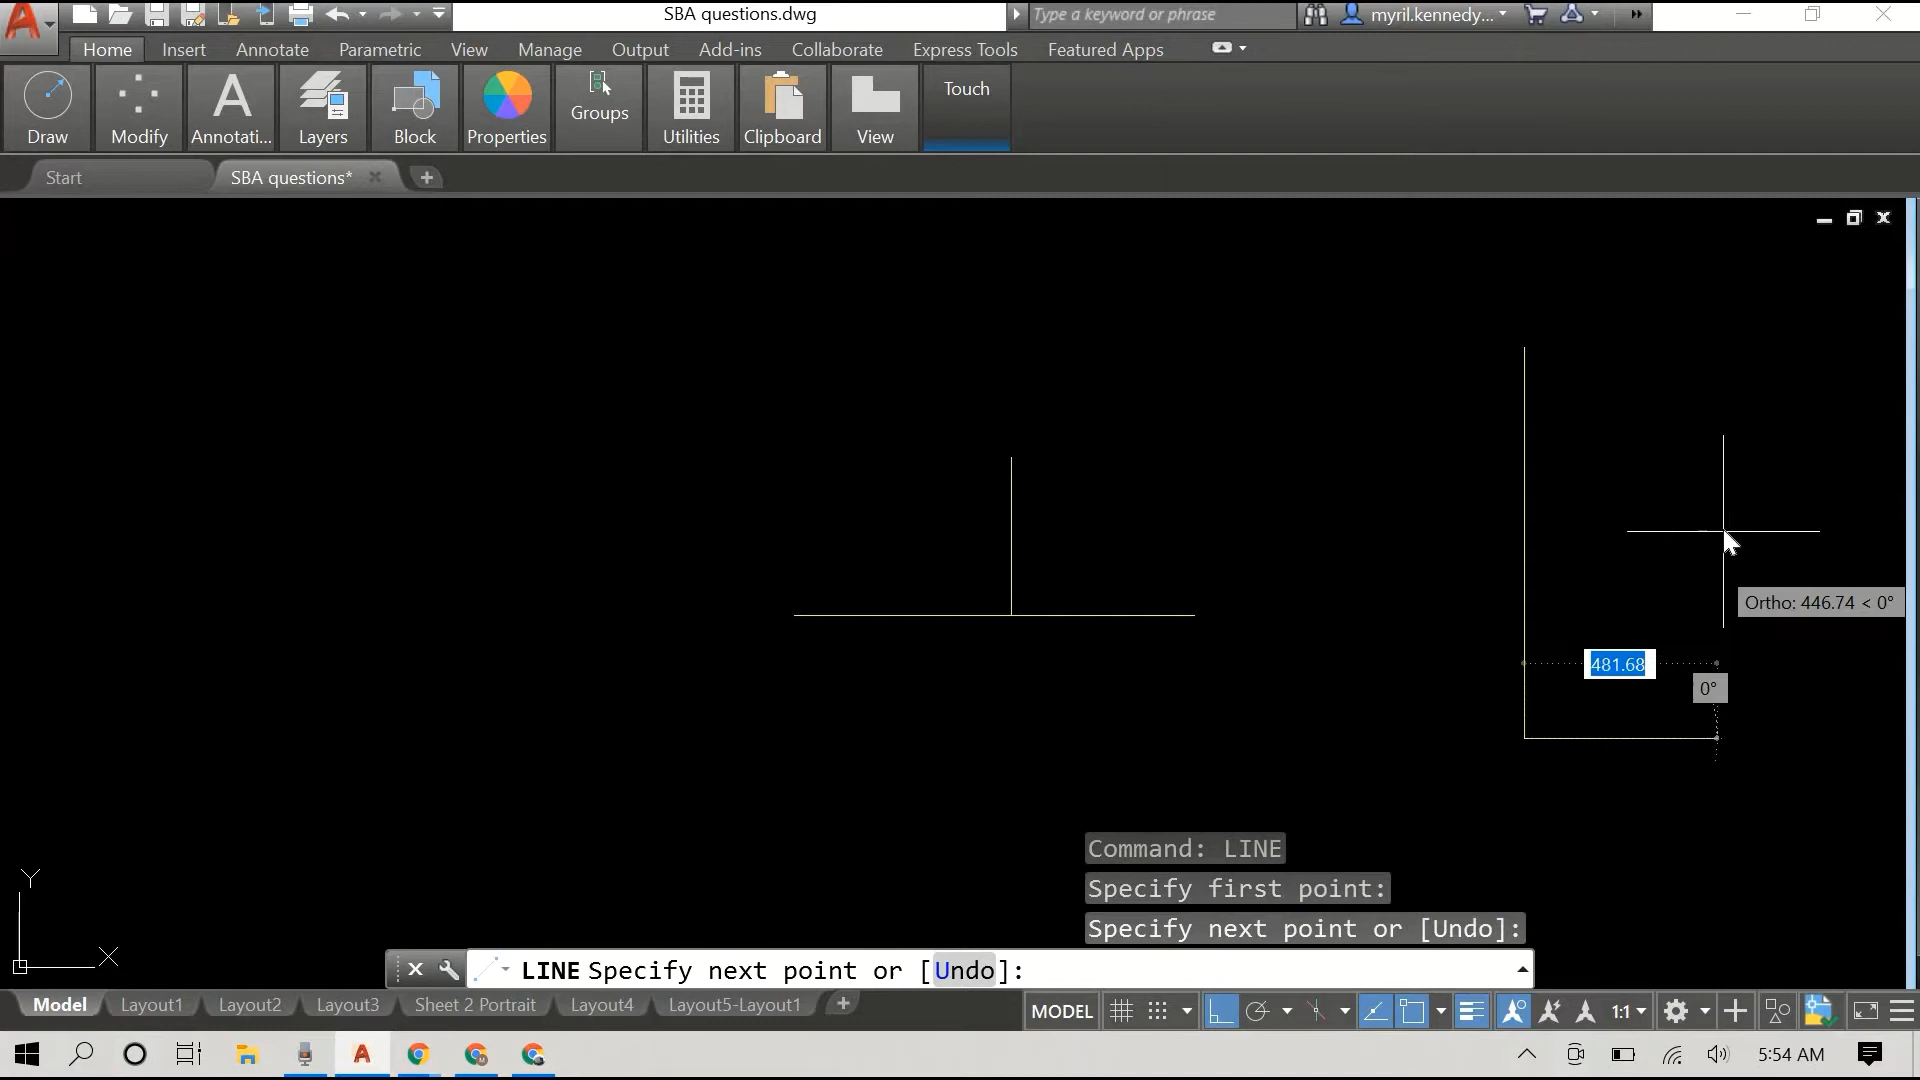 SBA questions.dwg
Type a keyword or phrase
myril.kennedy...
Home Insert Annotate Parametric View Manage Output Add-ins Collaborate Express Tools Featured Apps
Draw Modify Annotati... Layers Block Properties Groups Utilities Clipboard View Touch
Start SBA questions*
Ortho: 446.74 < 0°
481.68
0°
Y
X
Command: LINE
Specify first point:
Specify next point or [Undo]:
LINE Specify next point or [Undo]:
Model Layout1 Layout2 Layout3 Sheet 2 Portrait Layout4 Layout5-Layout1
MODEL 1:1
5:54 AM